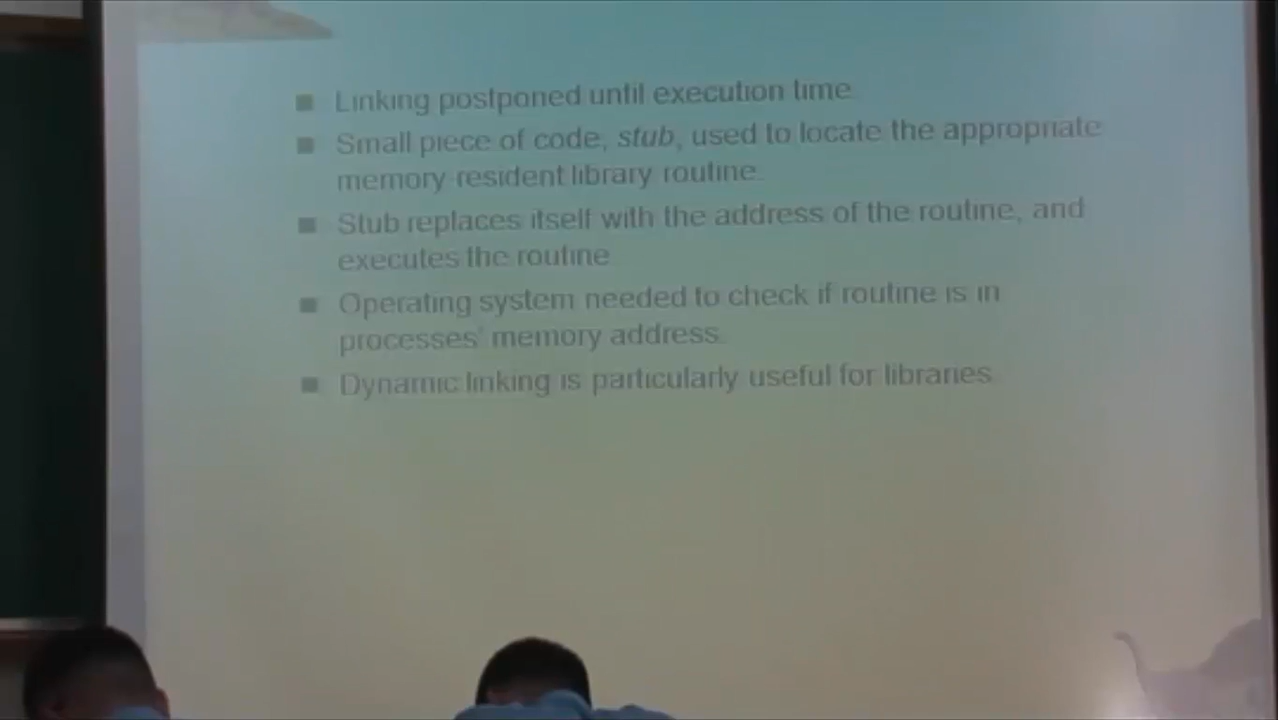 Linking postponed until execution time
Small piece of code, stub, used to locate the appropriate
memory-resident library routine.
Stub replaces itself with the address of the routine, and
executes the routine
Operating system needed to check if routine is in
processes' memory address.
Dynamic linking is particularly useful for libraries